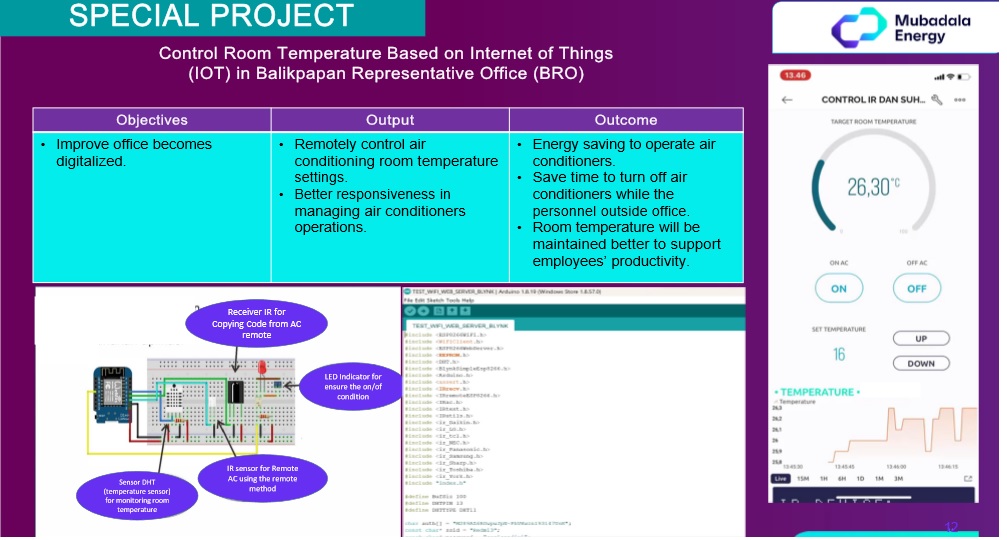 SPECIAL PROJECT
Mubadala
Energy
Control Room Temperature Based on Internet of Things
(IOT) in Balikpapan Representative Office (BRO)
Objectives
Output
Outcome
• Improve office becomes
digitalized.
• Remotely control air
conditioning room temperature
settings.
• Better responsiveness in
managing air conditioners
operations.
• Energy saving to operate air
conditioners.
• Save time to turn off air
conditioners while the
personnel outside office.
• Room temperature will be
maintained better to support
employees' productivity.
Receiver IR for
Copying Code from AC
remote
LED Indicator for
ensure the on/of
condition
Sensor DHT
(temperature sensor)
for monitoring room
temperature
IR sensor for Remote
AC using the remote
method
TEST_WIFI_WEB_SERVER_BLYNK | Arduino 1.8.19 (Windows Store 1.8.57.0)
File Edit Sketch Tools Help
TEST_WIFI_WEB_SERVER_BLYNK
#include <ESP8266WiFi.h>
#include <WiFiClient.h>
#include <ESP8266WebServer.h>
#include <EEPROM.h>
#include <DHT.h>
#include <BlynkSimpleEsp8266.h>
#include <Arduino.h>
#include <assert.h>
#include <IRrecv.h>
#include <IRremoteESP8266.h>
#include <IRac.h>
#include <IRtext.h>
#include <IRutils.h>
#include <ir_Daikin.h>
#include <ir_LG.h>
#include <ir_Tcl.h>
#include <ir_NEC.h>
#include <ir_Panasonic.h>
#include <ir_Samsung.h>
#include <ir_Sharp.h>
#include <ir_Toshiba.h>
#include <ir_York.h>
#include "index.h"
#define DHTPIN 13
#define DHTTYPE DHT11
13.46
CONTROL IR DAN SUH...
TARGET ROOM TEMPERATURE
26,30°C
0
100
ON AC
OFF AC
ON
OFF
SET TEMPERATURE
16
UP
DOWN
• TEMPERATURE •
Temperature
26,3
26,2
26,1
26
25,9
25,8
13:45:30
13:45:45
13:46:00
13:46:15
Live
15M
1H
6H
1D
1M
3M
12